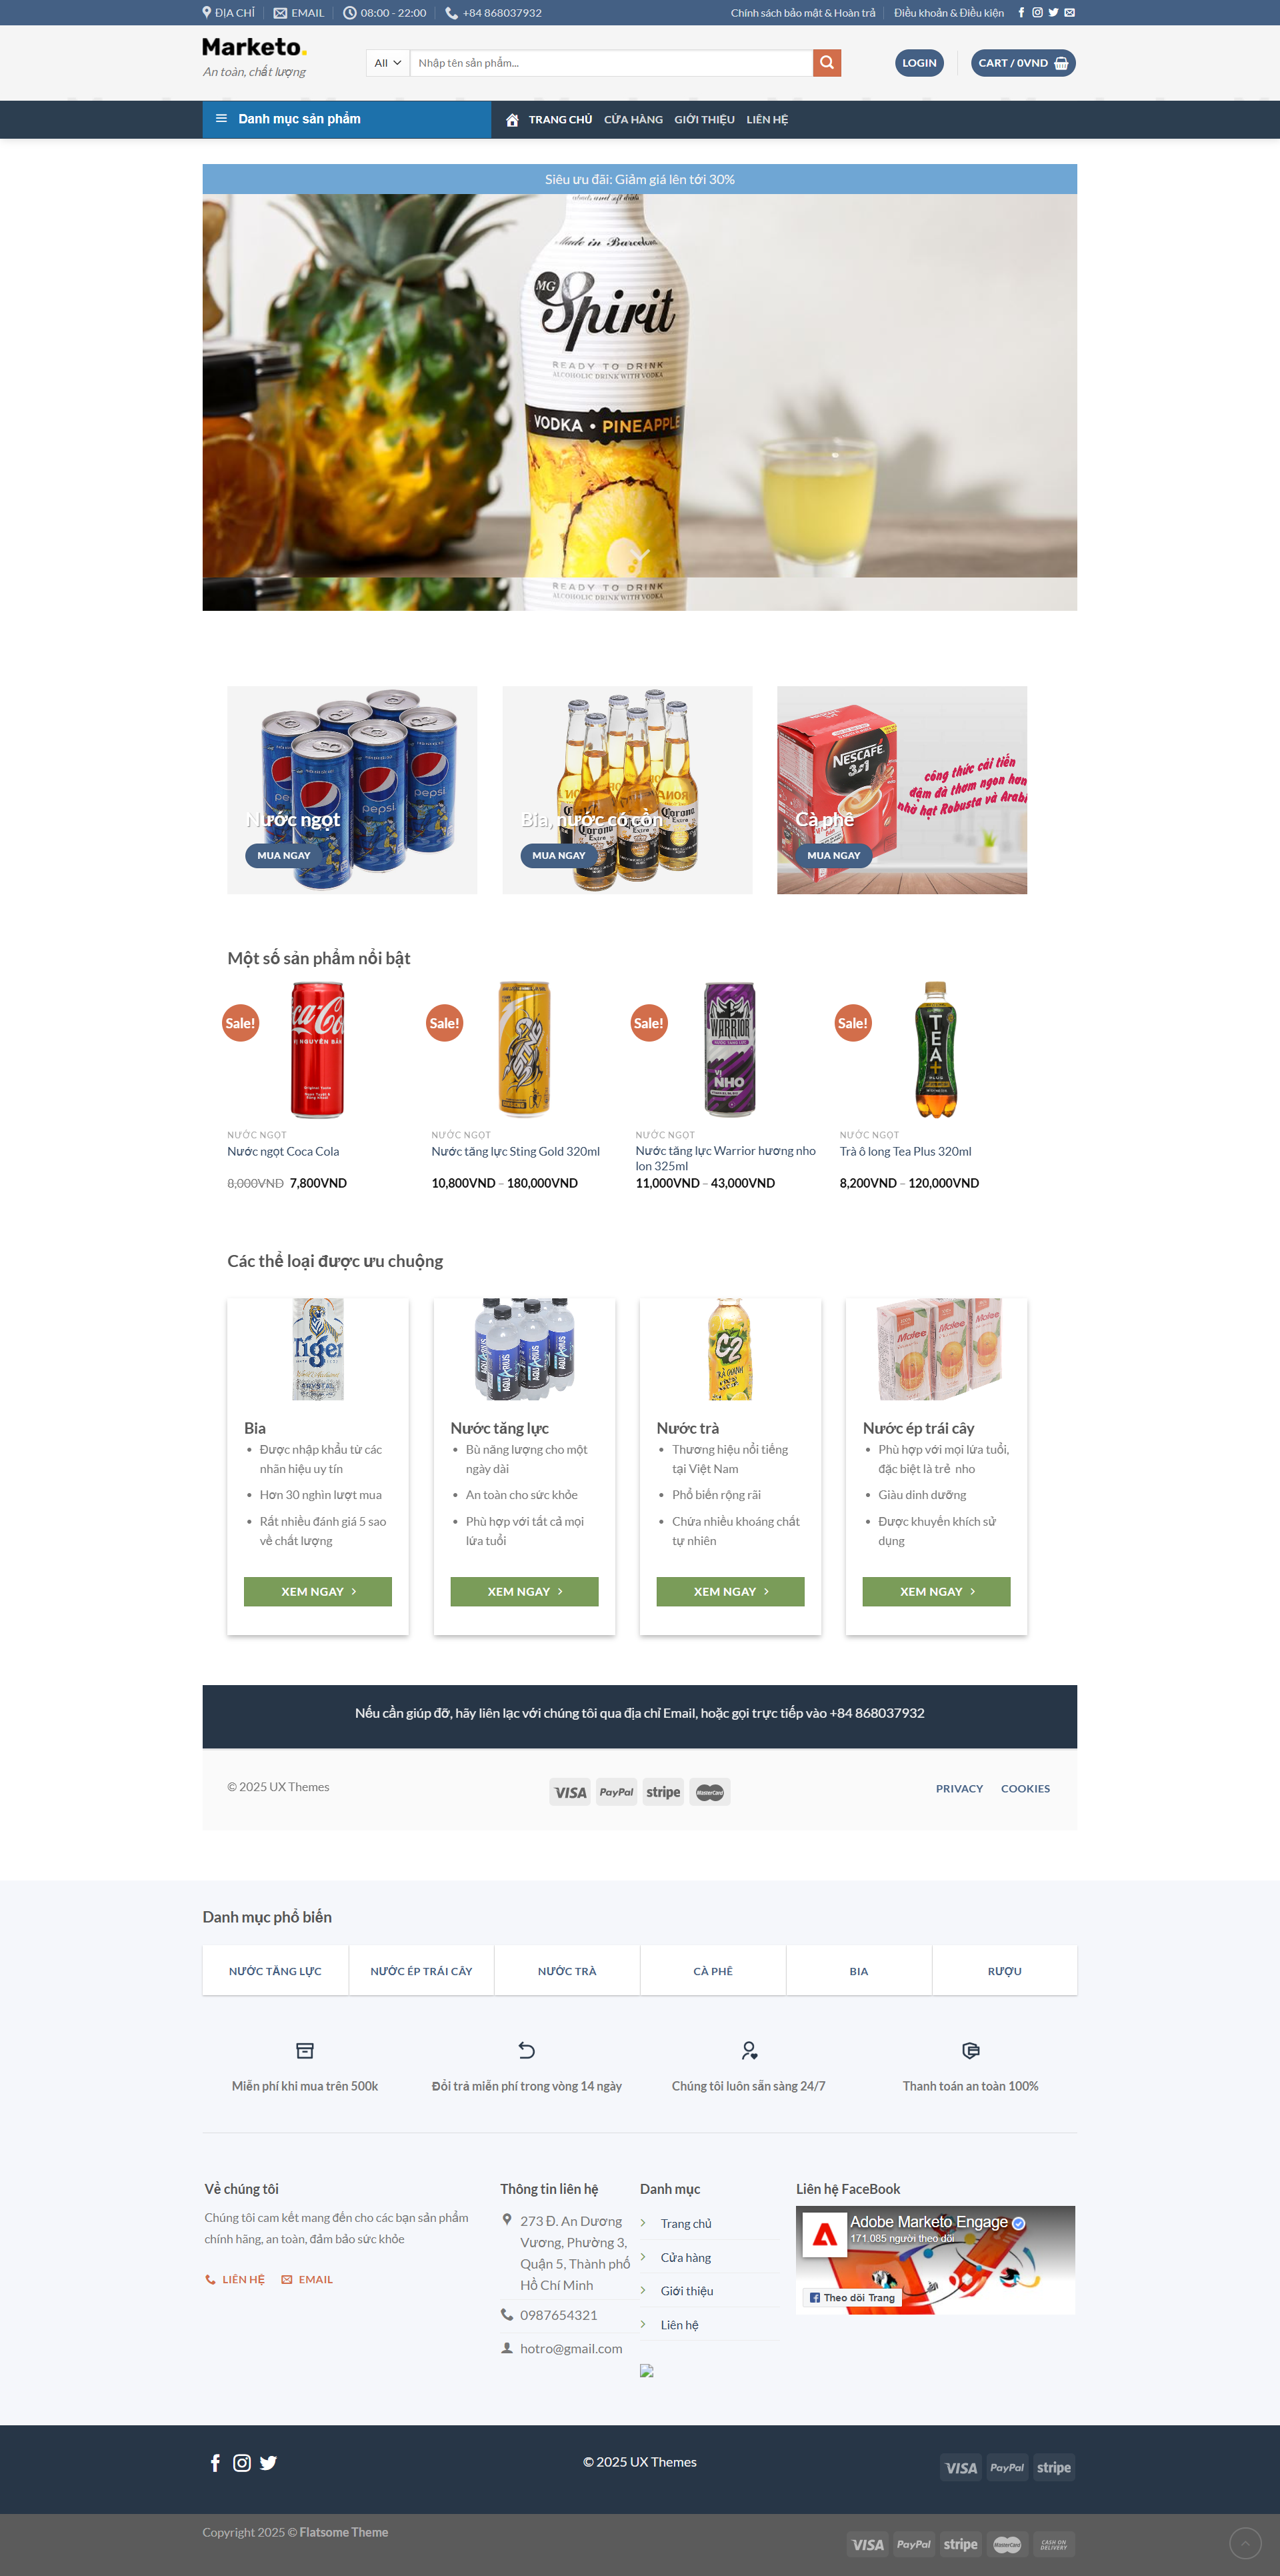 ĐỊA CHỈ
EMAIL
08:00 - 22:00
+84 868037932
Chính sách bảo mật & Hoàn trả
Điều khoản & Điều kiện
Marketo.
An toàn, chất lượng
All
Nhập tên sản phẩm...
LOGIN
CART / 0VND
Danh mục sản phẩm
TRANG CHỦ
CỬA HÀNG
GIỚI THIỆU
LIÊN HỆ
Siêu ưu đãi: Giảm giá lên tới 30%
Made in Barcelona
MG
Spirit
READY TO DRINK
ALCOHOLIC DRINK WITH VODKA
VODKA • PINEAPPLE
READY TO DRINK
ALCOHOLIC DRINK WITH VODKA
Nước ngọt
MUA NGAY
Bia, nước có cồn
MUA NGAY
NESCAFÉ
3in1
công thức cải tiến
đậm đà thơm ngon hơn
Cà phê
MUA NGAY
Một số sản phẩm nổi bật
Sale!
Sale!
Sale!
Sale!
NƯỚC NGỌT
Nước ngọt Coca Cola
8,000VND 7,800VND
NƯỚC NGỌT
Nước tăng lực Sting Gold 320ml
10,800VND – 180,000VND
NƯỚC NGỌT
Nước tăng lực Warrior hương nho
lon 325ml
11,000VND – 43,000VND
NƯỚC NGỌT
Trà ô long Tea Plus 320ml
8,200VND – 120,000VND
Các thể loại được ưu chuộng
Bia
Được nhập khẩu từ các
nhãn hiệu uy tín
Hơn 30 nghìn lượt mua
Rất nhiều đánh giá 5 sao
về chất lượng
XEM NGAY
Nước tăng lực
Bù năng lượng cho một
ngày dài
An toàn cho sức khỏe
Phù hợp với tất cả mọi
lứa tuổi
XEM NGAY
Nước trà
Thương hiệu nổi tiếng
tại Việt Nam
Phổ biến rộng rãi
Chứa nhiều khoáng chất
tự nhiên
XEM NGAY
Nước ép trái cây
Phù hợp với mọi lứa tuổi,
đặc biệt là trẻ nho
Giàu dinh dưỡng
Được khuyến khích sử
dụng
XEM NGAY
Nếu cần giúp đỡ, hãy liên lạc với chúng tôi qua địa chỉ Email, hoặc gọi trực tiếp vào +84 868037932
© 2025 UX Themes
VISA
PayPal
stripe
MasterCard
PRIVACY
COOKIES
Danh mục phổ biến
NƯỚC TĂNG LỰC
NƯỚC ÉP TRÁI CÂY
NƯỚC TRÀ
CÀ PHÊ
BIA
RƯỢU
Miễn phí khi mua trên 500k
Đổi trả miễn phí trong vòng 14 ngày
Chúng tôi luôn sẵn sàng 24/7
Thanh toán an toàn 100%
Về chúng tôi
Chúng tôi cam kết mang đến cho các bạn sản phẩm
chính hãng, an toàn, đảm bảo sức khỏe
LIÊN HỆ
EMAIL
Thông tin liên hệ
273 Đ. An Dương
Vương, Phường 3,
Quận 5, Thành phố
Hồ Chí Minh
0987654321
hotro@gmail.com
Danh mục
Trang chủ
Cửa hàng
Giới thiệu
Liên hệ
Liên hệ FaceBook
Adobe Marketo Engage
171.085 người theo dõi
Theo dõi Trang
© 2025 UX Themes
VISA
PayPal
stripe
Copyright 2025 © Flatsome Theme
VISA
PayPal
stripe
MasterCard
CASH ON
DELIVERY